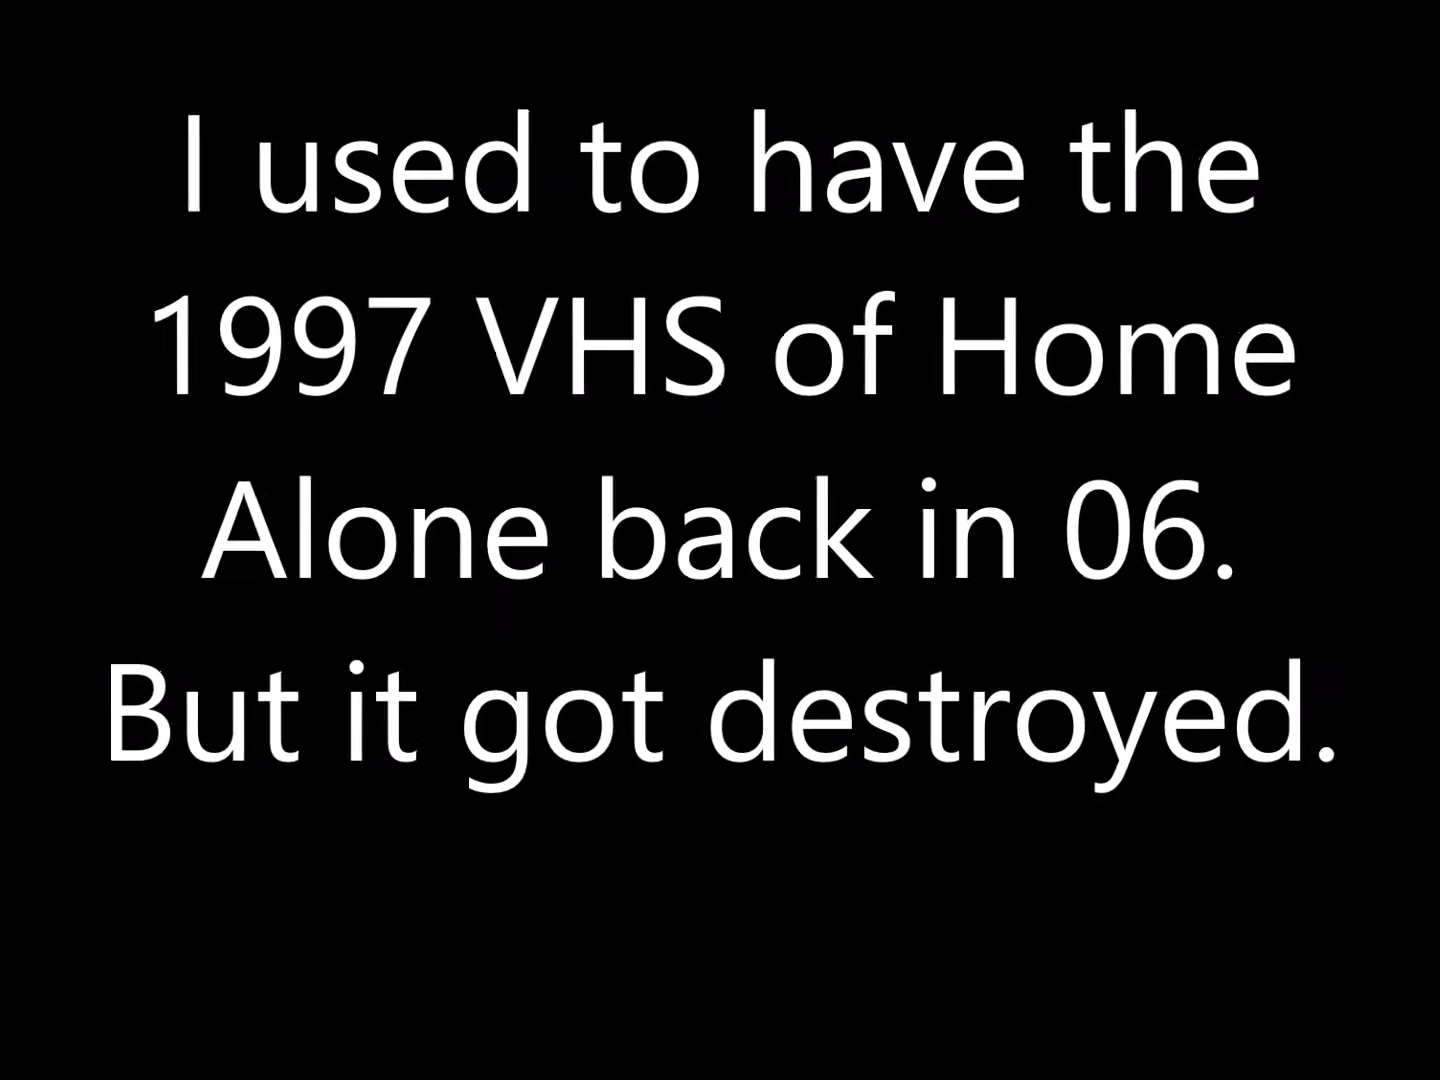 I used to have the
1997 VHS of Home
Alone back in 06.
But it got destroyed.